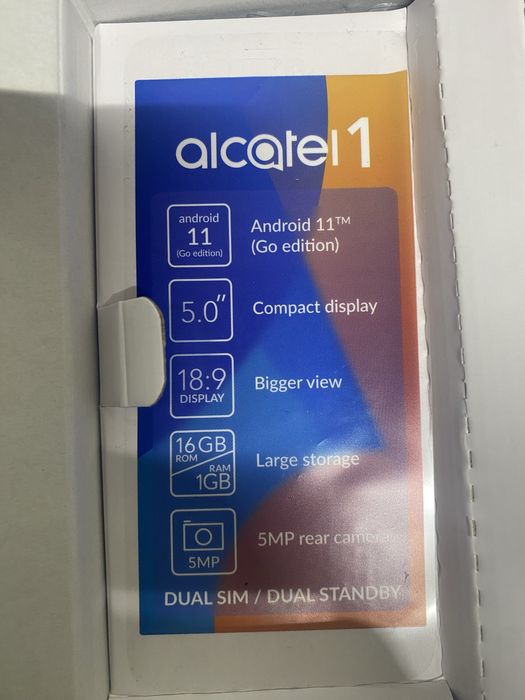 alcatel 1
android
11
(Go edition)
Android 11™
(Go edition)
5.0"
Compact display
18:9
DISPLAY
Bigger view
16GB
ROM
RAM
1GB
Large storage
5MP
5MP rear camera
DUAL SIM / DUAL STANDBY